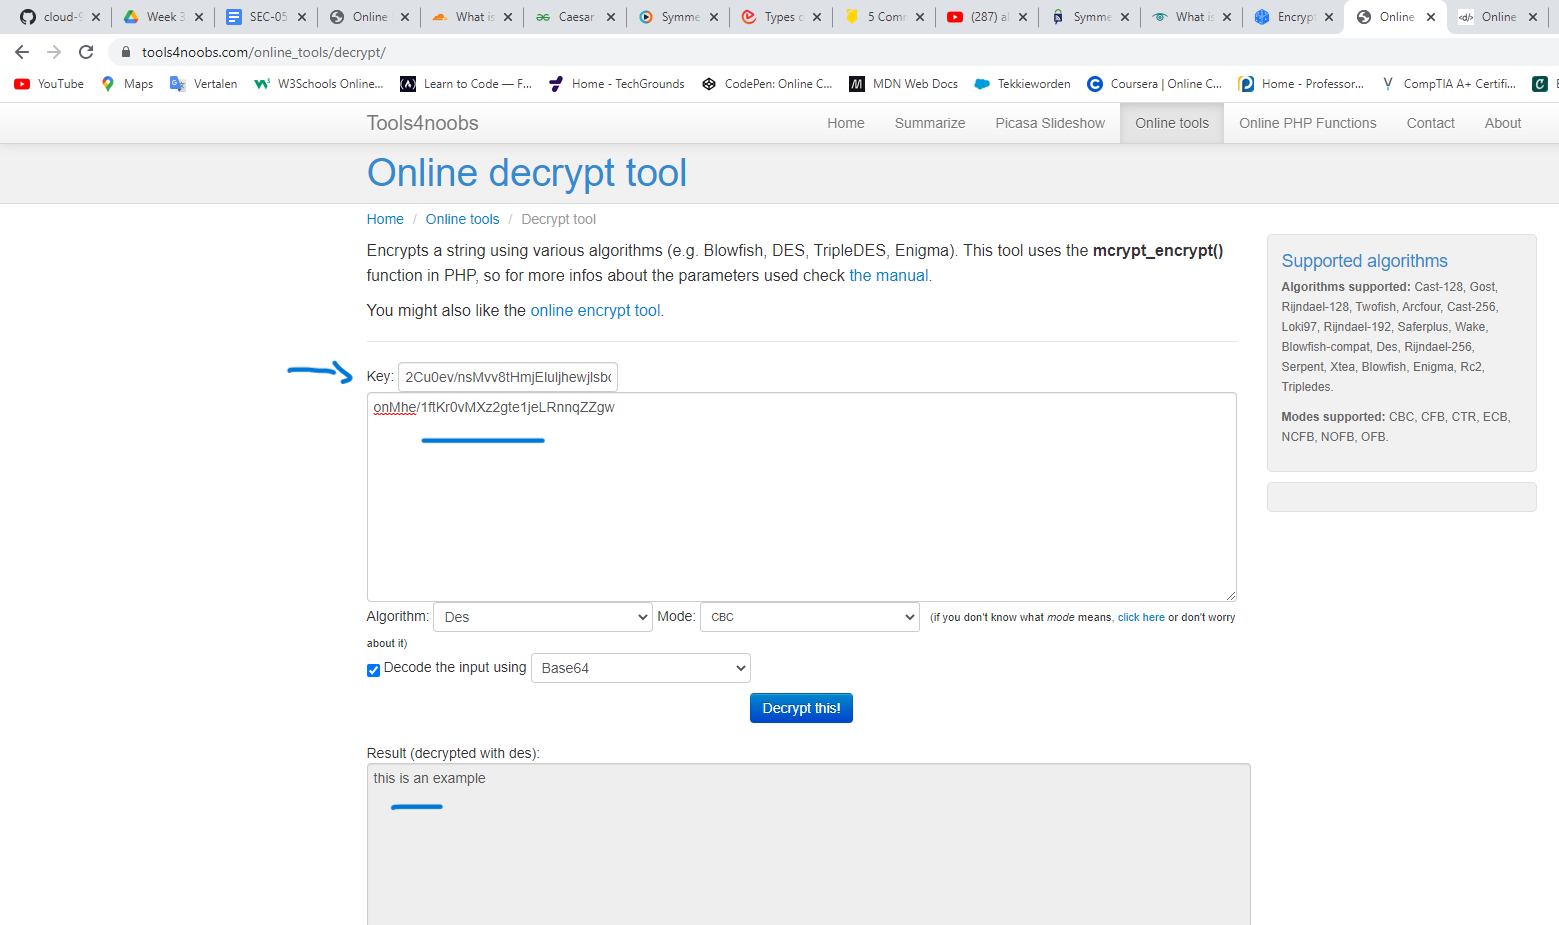 cloud-9 Week 3 SEC-05 Online What is Caesar Symme Types o 5 Comm (287) al Symme What is Encryp Online Online
tools4noobs.com/online_tools/decrypt/
YouTube Maps Vertalen W3Schools Online... Learn to Code — F... Home - TechGrounds CodePen: Online C... MDN Web Docs Tekkieworden Coursera | Online C... Home - Professor... CompTIA A+ Certifi...
Tools4noobs Home Summarize Picasa Slideshow Online tools Online PHP Functions Contact About
Online decrypt tool
Home / Online tools / Decrypt tool
Encrypts a string using various algorithms (e.g. Blowfish, DES, TripleDES, Enigma). This tool uses the mcrypt_encrypt()
function in PHP, so for more infos about the parameters used check the manual.
You might also like the online encrypt tool.
Key: 2Cu0ev/nsMvv8tHmjEIuljhewjlsbo
onMhe/1ftKr0vMXz2gte1jeLRnnqZZgw
Algorithm: Des Mode: CBC (if you don't know what mode means, click here or don't worry
about it)
Decode the input using Base64
Decrypt this!
Result (decrypted with des):
this is an example
Supported algorithms
Algorithms supported: Cast-128, Gost,
Rijndael-128, Twofish, Arcfour, Cast-256,
Loki97, Rijndael-192, Saferplus, Wake,
Blowfish-compat, Des, Rijndael-256,
Serpent, Xtea, Blowfish, Enigma, Rc2,
Tripledes.
Modes supported: CBC, CFB, CTR, ECB,
NCFB, NOFB, OFB.